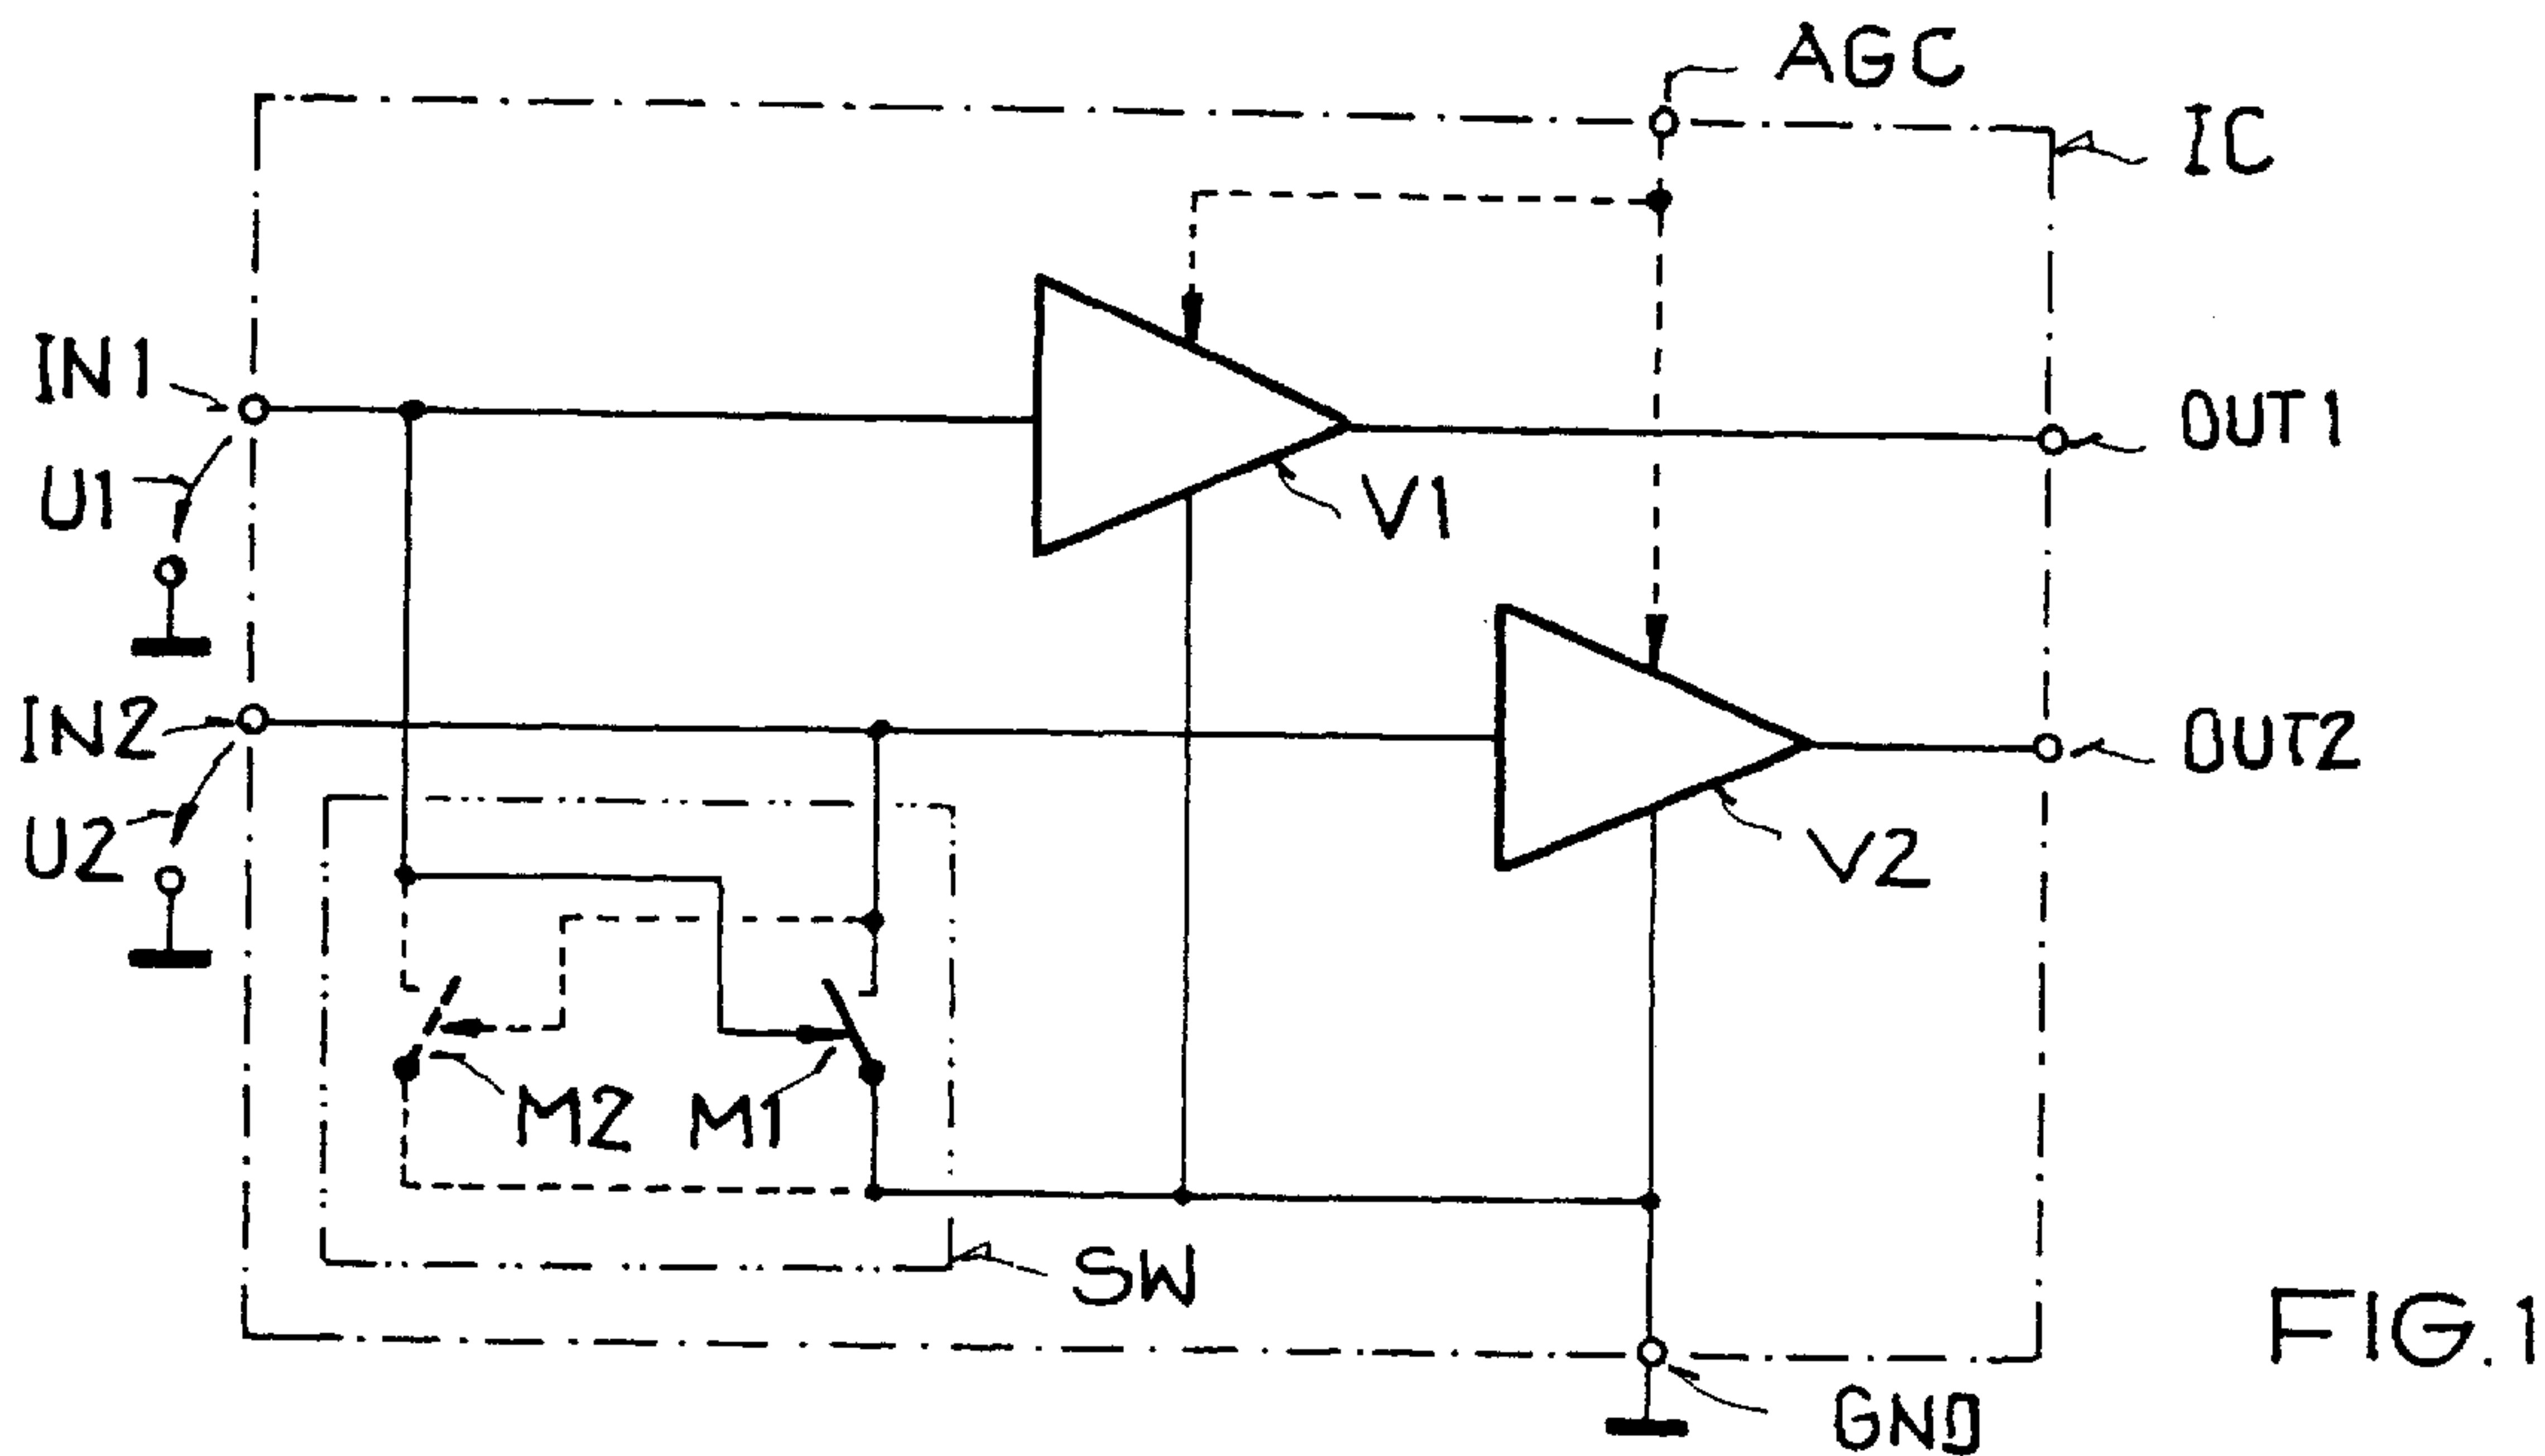 AGC
IC
IN1
OUT1
U1
V1
IN2
OUT2
U2
V2
M2
M1
SW
FIG.1
GND